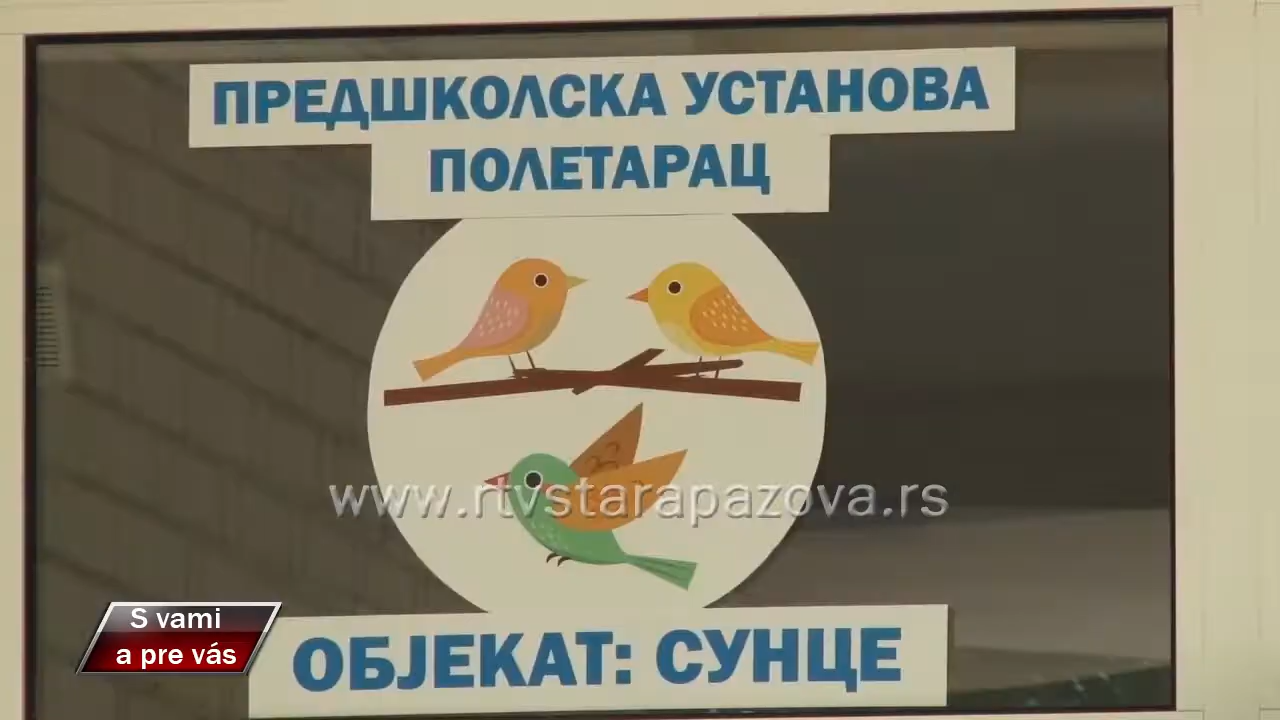 ПРЕДШКОЛСКА УСТАНОВА
ПОЛЕТАРАЦ
www.rtvstarapazova.rs
S vami
a pre vás
ОБЈЕКАТ: СУНЦЕ